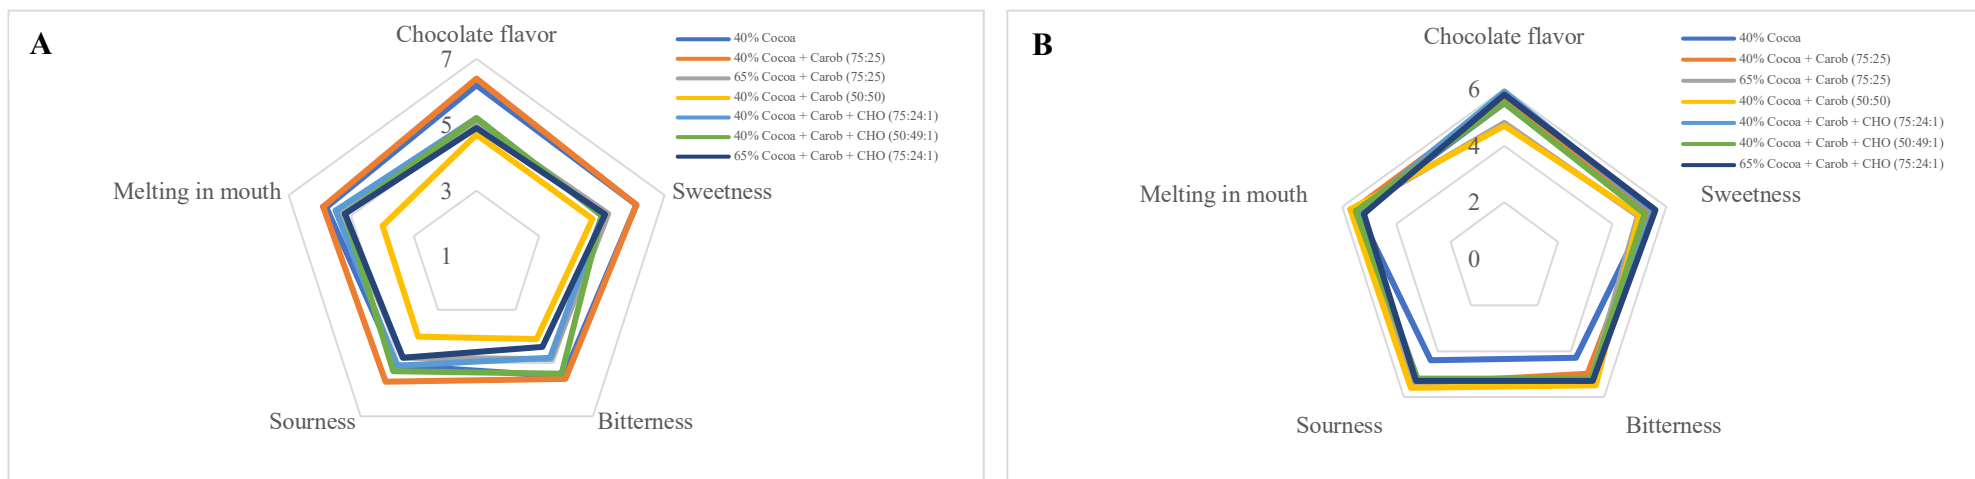 A
Chocolate flavor
7
5
3
1
Sweetness
Bitterness
Sourness
Melting in mouth
40% Cocoa
40% Cocoa + Carob (75:25)
65% Cocoa + Carob (75:25)
40% Cocoa + Carob (50:50)
40% Cocoa + Carob + CHO (75:24:1)
40% Cocoa + Carob + CHO (50:49:1)
65% Cocoa + Carob + CHO (75:24:1)
B
Chocolate flavor
6
4
2
0
Sweetness
Bitterness
Sourness
Melting in mouth
40% Cocoa
40% Cocoa + Carob (75:25)
65% Cocoa + Carob (75:25)
40% Cocoa + Carob (50:50)
40% Cocoa + Carob + CHO (75:24:1)
40% Cocoa + Carob + CHO (50:49:1)
65% Cocoa + Carob + CHO (75:24:1)